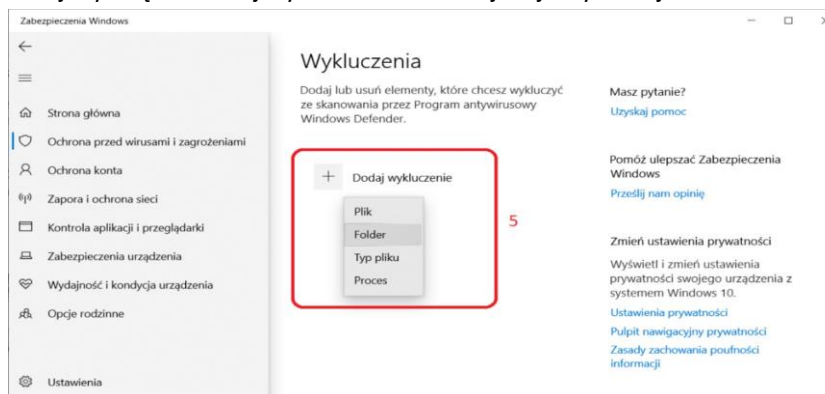 Zabezpieczenia Windows
Strona główna
Ochrona przed wirusami i zagrożeniami
Ochrona konta
Zapora i ochrona sieci
Kontrola aplikacji i przeglądarki
Zabezpieczenia urządzenia
Wydajność i kondycja urządzenia
Opcje rodzinne
Ustawienia
Wykluczenia
Dodaj lub usuń elementy, które chcesz wykluczyć
ze skanowania przez Program antywirusowy
Windows Defender.
Dodaj wykluczenie
Plik
Folder
Typ pliku
Proces
5
Masz pytanie?
Uzyskaj pomoc
Pomóż ulepszać Zabezpieczenia
Windows
Prześlij nam opinię
Zmień ustawienia prywatności
Wyświetl i zmień ustawienia
prywatności swojego urządzenia z
systemem Windows 10.
Ustawienia prywatności
Pulpit nawigacyjny prywatności
Zasady zachowania poufności
informacji